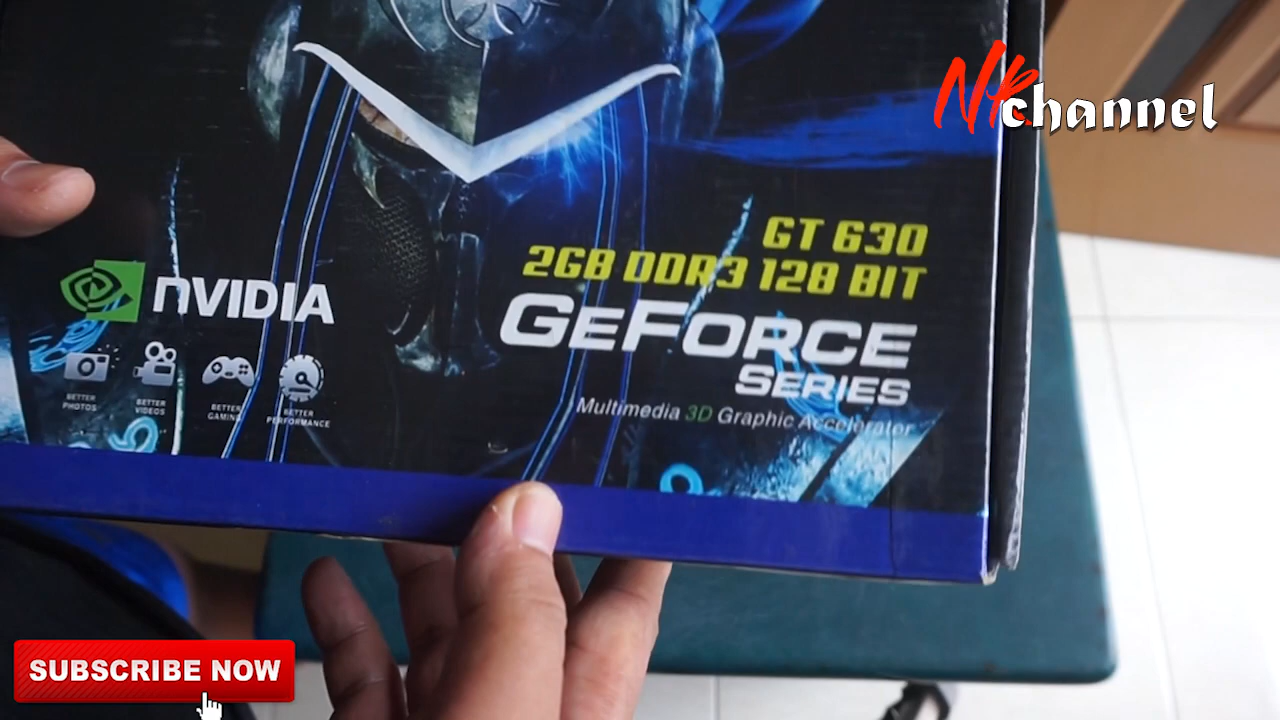 NR channel
GT 630
2GB DDR3 128 BIT
GEFORCE
SERIES
Multimedia 3D Graphic Accelerator
nVIDIA
BETTER PHOTOS
BETTER VIDEOS
BETTER GAMING
BETTER PERFORMANCE
SUBSCRIBE NOW